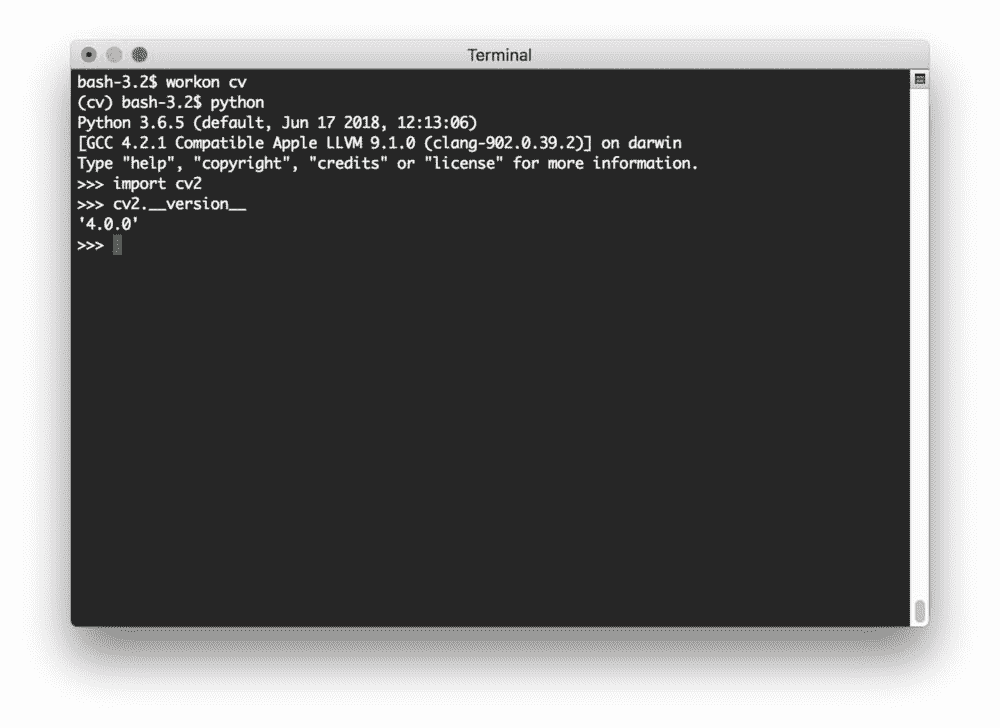 Terminal
bash-3.2$ workon cv
(cv) bash-3.2$ python
Python 3.6.5 (default, Jun 17 2018, 12:13:06)
[GCC 4.2.1 Compatible Apple LLVM 9.1.0 (clang-902.0.39.2)] on darwin
Type "help", "copyright", "credits" or "license" for more information.
>>> import cv2
>>> cv2.__version__
'4.0.0'
>>>